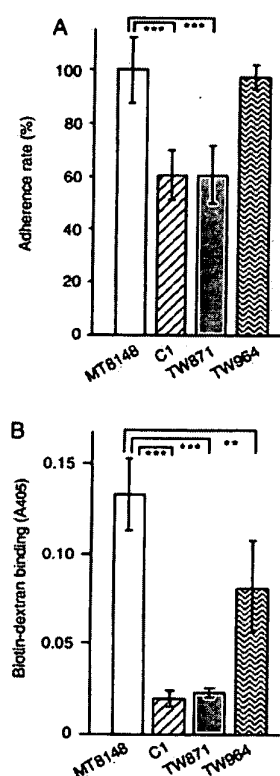 A
*** ***
Adherence rate (%)
100
80
60
40
20
0
MT8148 C1 TW871 TW964
B
*** *** **
Biotin-dextran binding (A405)
0.15
0.10
0.05
0
MT8148 C1 TW871 TW964